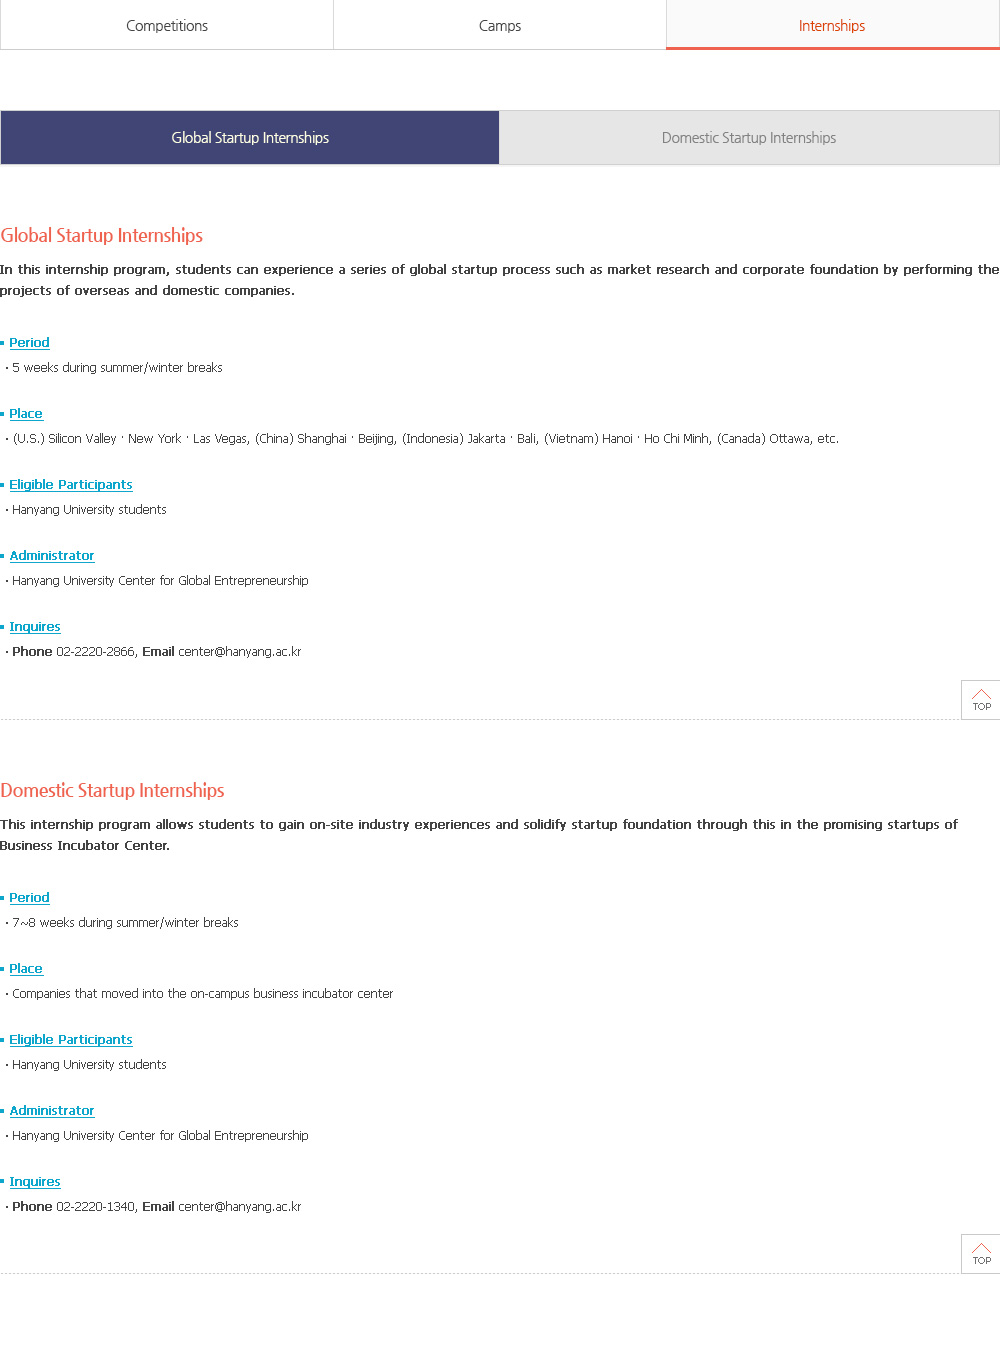 Competitions
Camps
Internships
Global Startup Internships
Domestic Startup Internships
Global Startup Internships
In this internship program, students can experience a series of global startup process such as market research and corporate foundation by performing the
projects of overseas and domestic companies.
Period
· 5 weeks during summer/winter breaks
Place
· (U.S.) Silicon Valley · New York · Las Vegas, (China) Shanghai · Beijing, (Indonesia) Jakarta · Bali, (Vietnam) Hanoi · Ho Chi Minh, (Canada) Ottawa, etc.
Eligible Participants
· Hanyang University students
Administrator
· Hanyang University Center for Global Entrepreneurship
Inquires
· Phone 02-2220-2866, Email center@hanyang.ac.kr
TOP
Domestic Startup Internships
This internship program allows students to gain on-site industry experiences and solidify startup foundation through this in the promising startups of
Business Incubator Center.
Period
· 7~8 weeks during summer/winter breaks
Place
· Companies that moved into the on-campus business incubator center
Eligible Participants
· Hanyang University students
Administrator
· Hanyang University Center for Global Entrepreneurship
Inquires
· Phone 02-2220-1340, Email center@hanyang.ac.kr
TOP